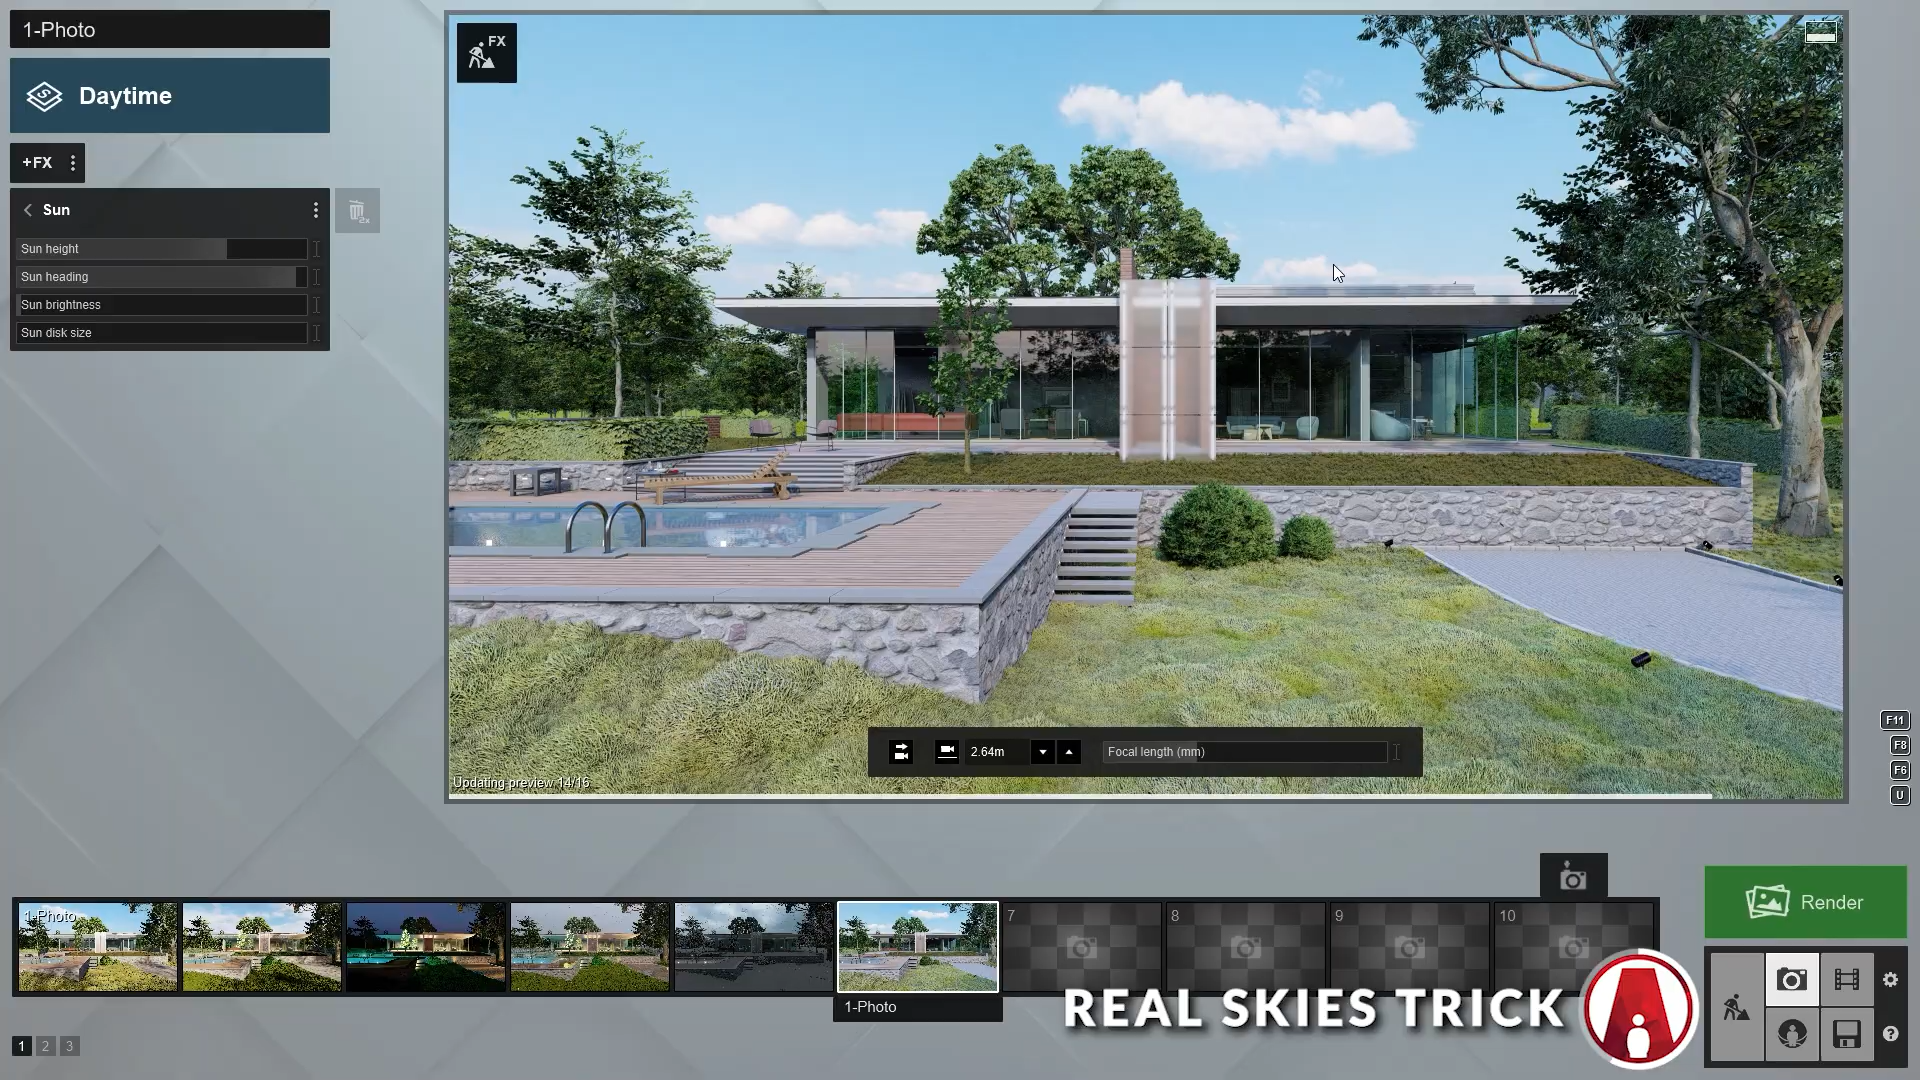 1-Photo
Daytime
+FX
Sun
2x
Sun height
Sun heading
Sun brightness
Sun disk size
FX
2.64m
Focal length (mm)
Updating preview 14/16
F11
F8
F6
U
Render
1-Photo
7
8
9
10
1-Photo
REAL SKIES TRICK
1
2
3
?